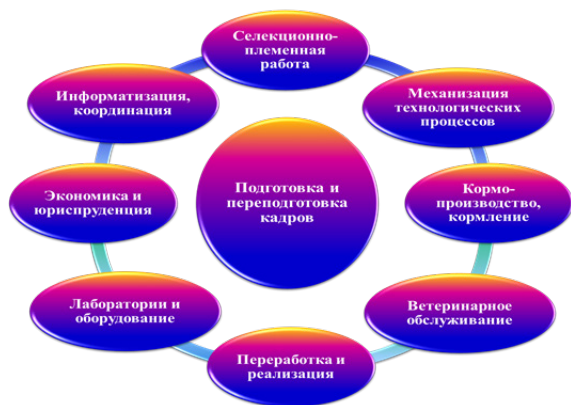 Селекционно-
племенная
работа
Механизация
технологических
процессов
Кормо-
производство,
кормление
Ветеринарное
обслуживание
Переработка и
реализация
Лаборатории и
оборудование
Экономика и
юриспруденция
Информатизация,
координация
Подготовка и
переподготовка
кадров